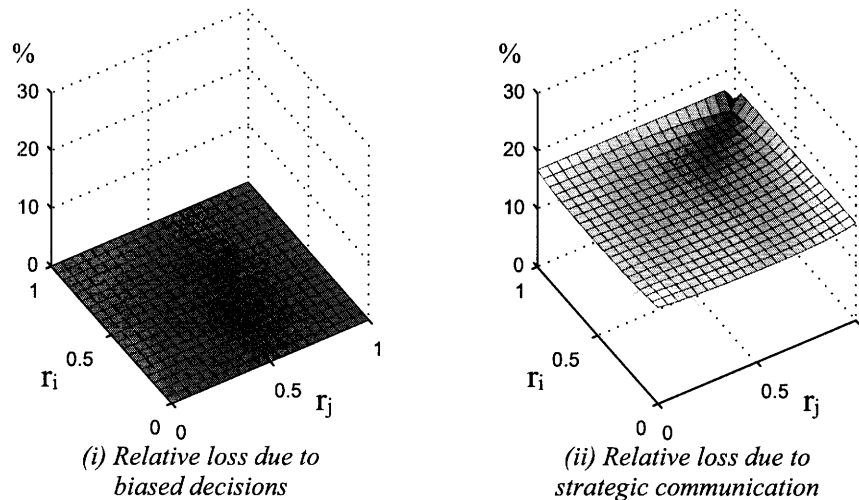 %
30
20
10
0
1
0.5
r_i
0 0
0.5
r_j
1
(i) Relative loss due to
biased decisions
%
30
20
10
0
1
0.5
r_i
0 0
0.5
r_j
(ii) Relative loss due to
strategic communication